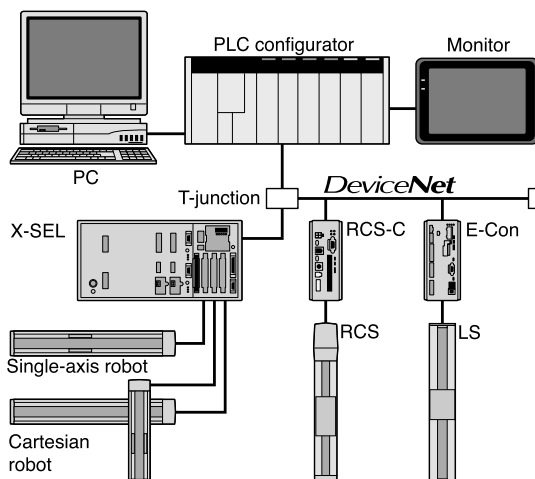 PLC configurator
Monitor
PC
T-junction
DeviceNet
X-SEL
RCS-C
E-Con
RCS
LS
Single-axis robot
Cartesian
robot